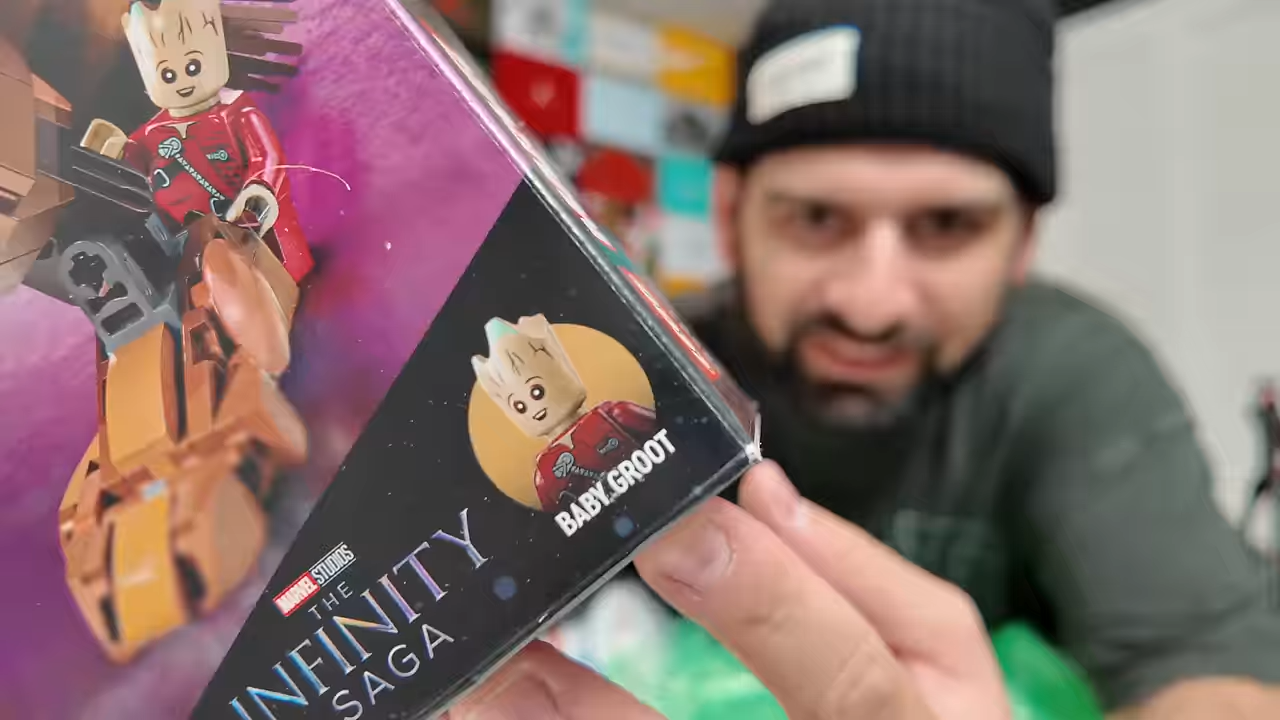 BABY GROOT
MARVEL STUDIOS
THE
INFINITY
SAGA